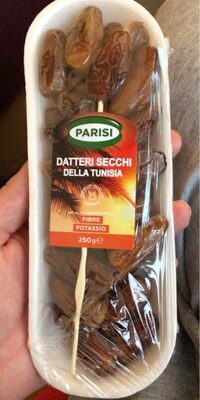 PARISI
DATTERI SECCHI
DELLA TUNISIA
FIBRE
POTASSIO
250g e